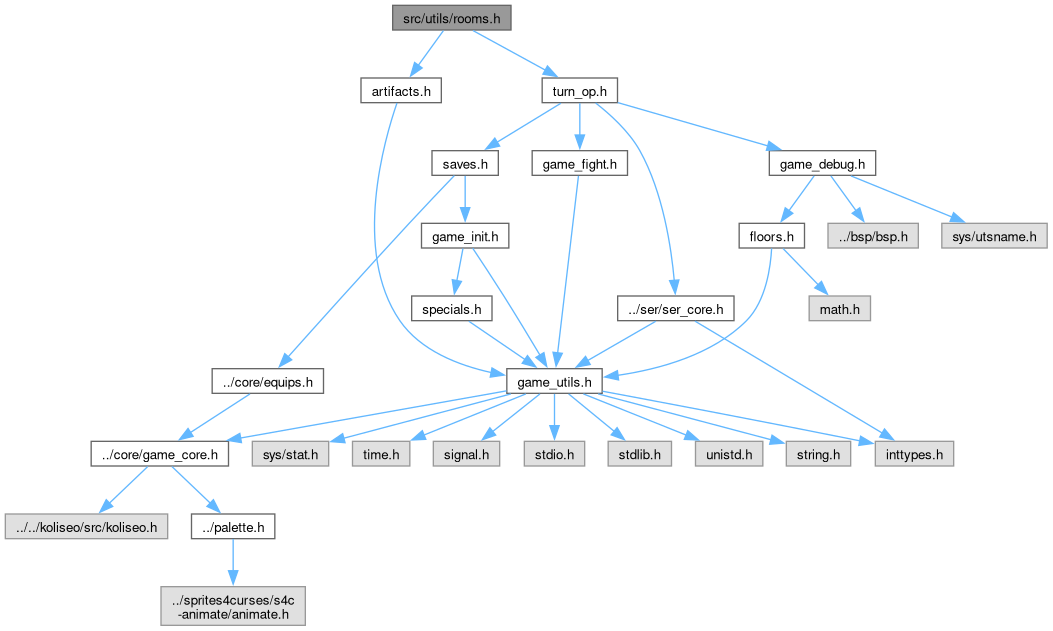 src/utils/rooms.h
artifacts.h
turn_op.h
saves.h
game_fight.h
game_debug.h
game_init.h
floors.h
../bsp/bsp.h
sys/utsname.h
specials.h
../ser/ser_core.h
math.h
../core/equips.h
game_utils.h
../core/game_core.h
sys/stat.h
time.h
signal.h
stdio.h
stdlib.h
unistd.h
string.h
inttypes.h
../../koliseo/src/koliseo.h
../palette.h
../sprites4curses/s4c
-animate/animate.h